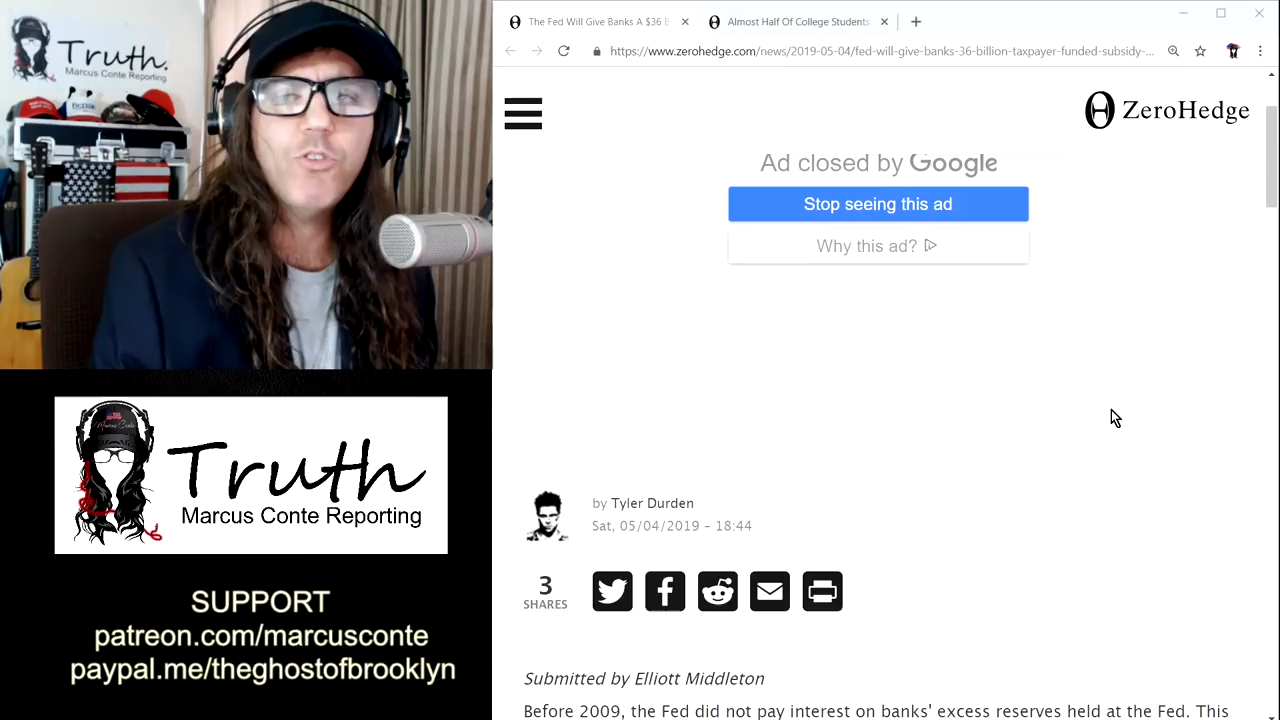 Truth.
Marcus Conte Reporting
Truth
Marcus Conte Reporting
SUPPORT
patreon.com/marcusconte
paypal.me/theghostofbrooklyn
The Fed Will Give Banks A $36 B
Almost Half Of College Students
https://www.zerohedge.com/news/2019-05-04/fed-will-give-banks-36-billion-taxpayer-funded-subsidy-...
ZeroHedge
Ad closed by Google
Stop seeing this ad
Why this ad?
by Tyler Durden
Sat, 05/04/2019 – 18:44
3
SHARES
Submitted by Elliott Middleton
Before 2009, the Fed did not pay interest on banks' excess reserves held at the Fed. This